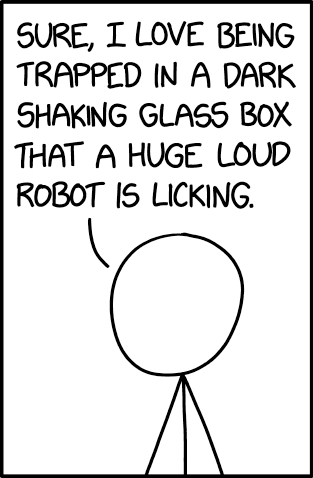 SURE, I LOVE BEING
TRAPPED IN A DARK
SHAKING GLASS BOX
THAT A HUGE LOUD
ROBOT IS LICKING.